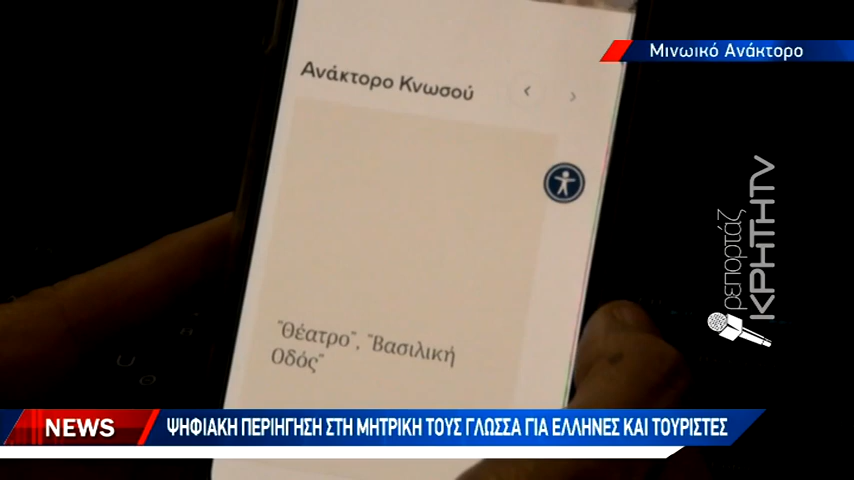 Μινωικό Ανάκτορο
Ανάκτορο Κνωσού
ρεπορτάζ
ΚΡΗΤΗTV
"Θέατρο", "Βασιλική
Οδός"
NEWS
ΨΗΦΙΑΚΗ ΠΕΡΙΗΓΗΣΗ ΣΤΗ ΜΗΤΡΙΚΗ ΤΟΥΣ ΓΛΩΣΣΑ ΓΙΑ ΕΛΛΗΝΕΣ ΚΑΙ ΤΟΥΡΙΣΤΕΣ